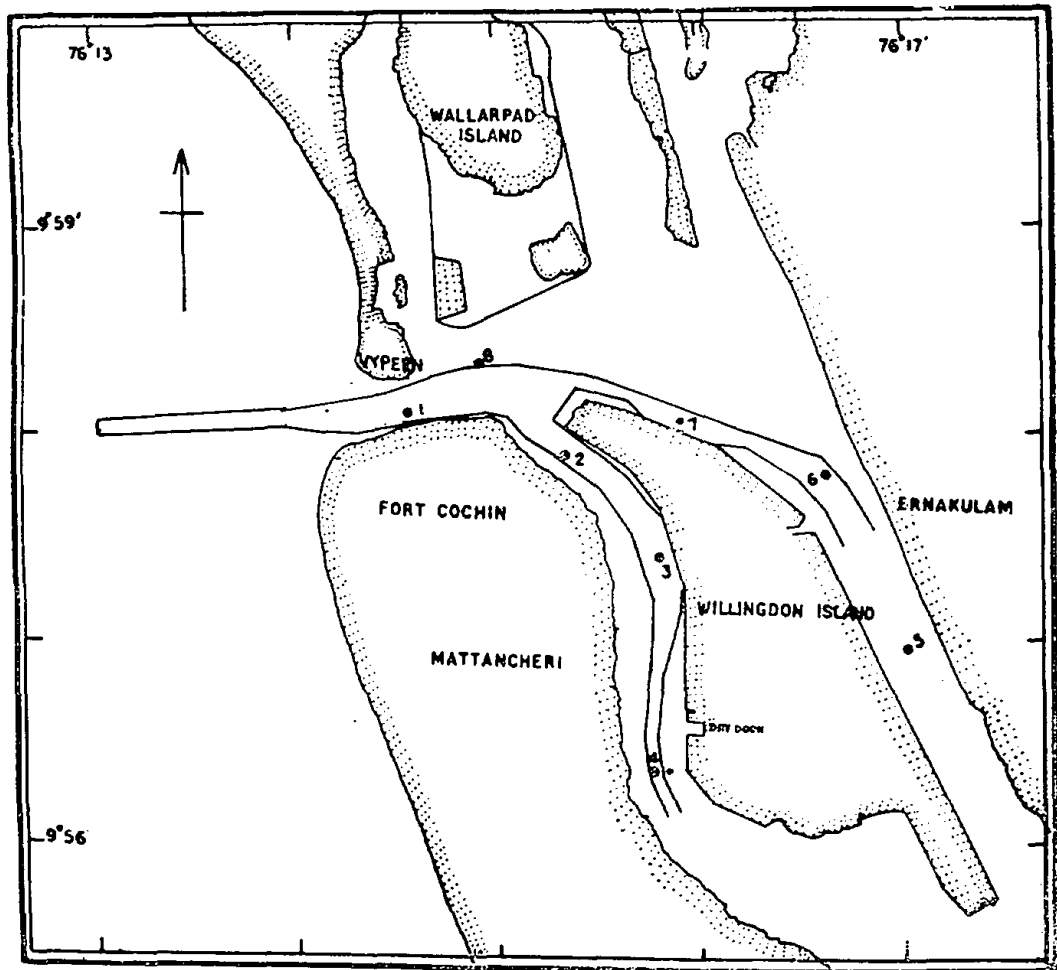 76°13
76°17'
WALLARPAD
ISLAND
9°59'
VYPEEN
8
1
7
2
6
FORT COCHIN
ERNAKULAM
3
WILLINGDON ISLAND
5
MATTANCHERI
DRY DOCK
4
9°56